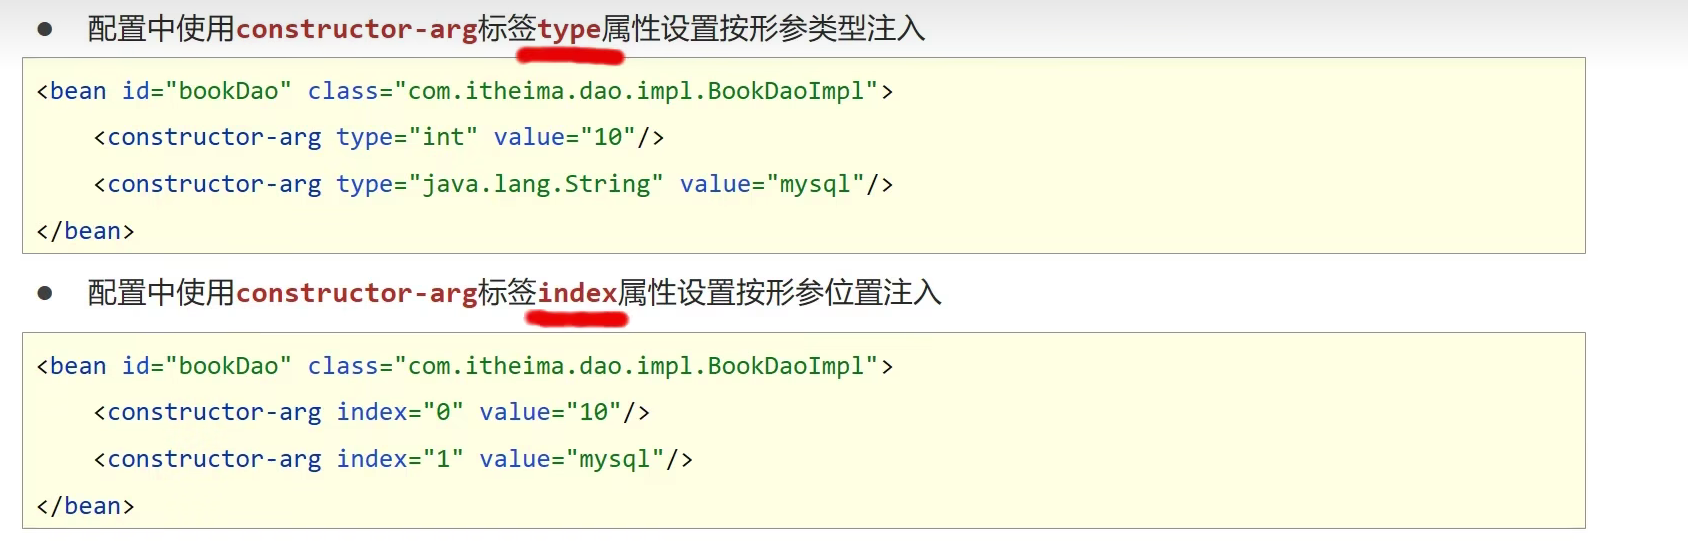 ● 配置中使用constructor-arg标签type属性设置按形参类型注入
<bean id="bookDao" class="com.itheima.dao.impl.BookDaoImpl">
    <constructor-arg type="int" value="10"/>
    <constructor-arg type="java.lang.String" value="mysql"/>
</bean>
● 配置中使用constructor-arg标签index属性设置按形参位置注入
<bean id="bookDao" class="com.itheima.dao.impl.BookDaoImpl">
    <constructor-arg index="0" value="10"/>
    <constructor-arg index="1" value="mysql"/>
</bean>